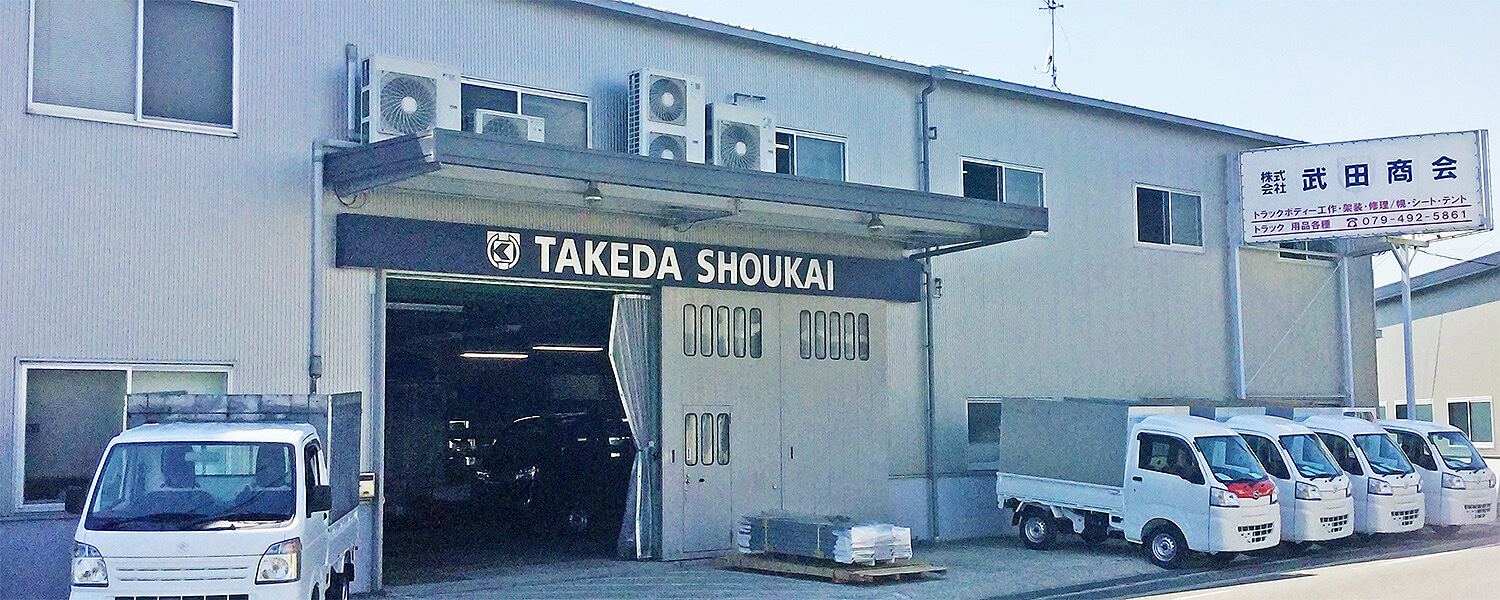 TAKEDA SHOUKAI
株式会社 武田商会
トラックボディー工作・架装・修理/幌・シート・テント
トラック 用品各種 ☎079-492-5861